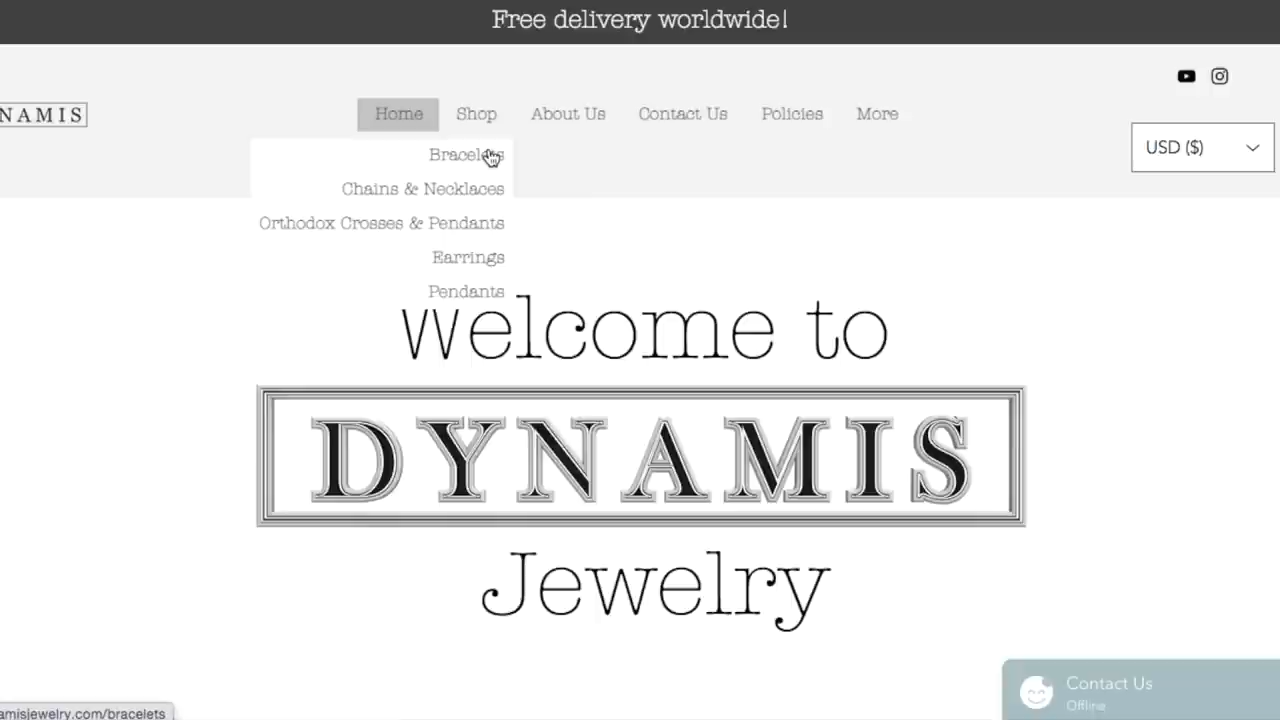 Free delivery worldwide!
NAMIS
Home Shop About Us Contact Us Policies More
USD ($)
Bracelets
Chains & Necklaces
Orthodox Crosses & Pendants
Earrings
Pendants
Welcome to
DYNAMIS
Jewelry
Contact Us
Offline
amisjewelry.com/bracelets